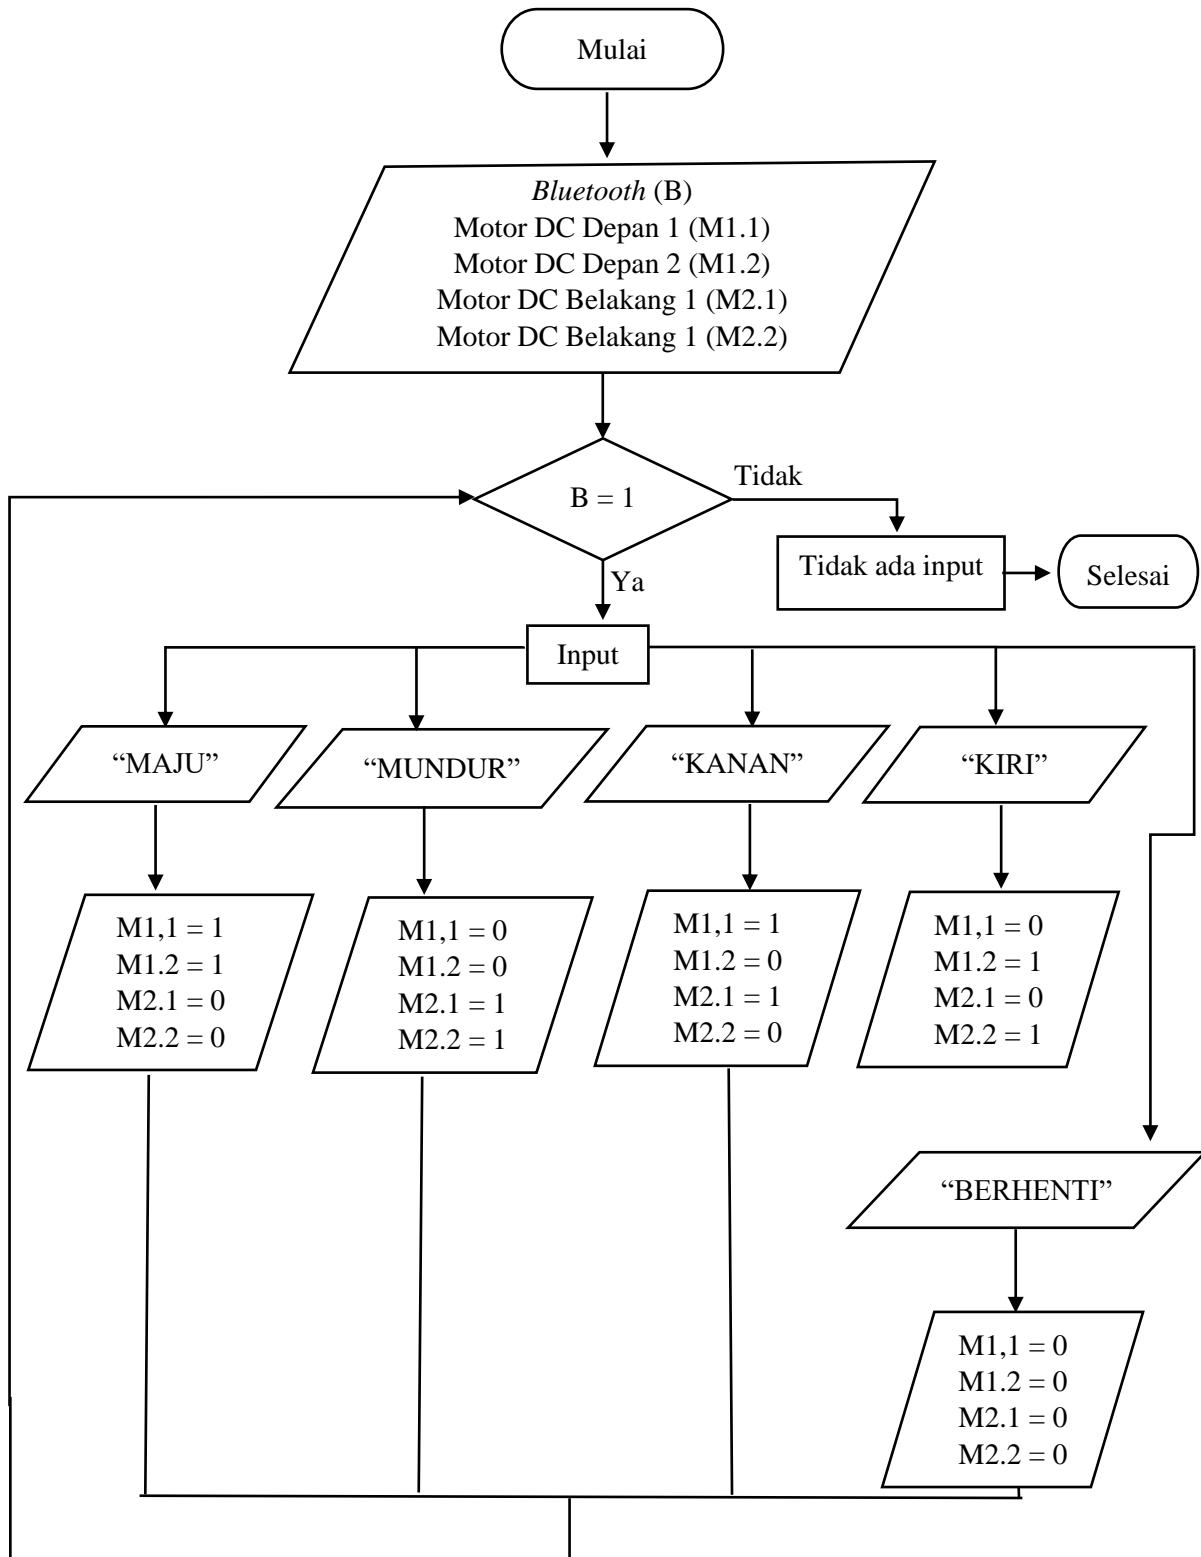 Mulai
Bluetooth (B)
Motor DC Depan 1 (M1.1)
Motor DC Depan 2 (M1.2)
Motor DC Belakang 1 (M2.1)
Motor DC Belakang 1 (M2.2)
B = 1
Tidak
Tidak ada input
Selesai
Ya
Input
“MAJU”
“MUNDUR”
“KANAN”
“KIRI”
M1,1 = 1
M1.2 = 1
M2.1 = 0
M2.2 = 0
M1,1 = 0
M1.2 = 0
M2.1 = 1
M2.2 = 1
M1,1 = 1
M1.2 = 0
M2.1 = 1
M2.2 = 0
M1,1 = 0
M1.2 = 1
M2.1 = 0
M2.2 = 1
“BERHENTI”
M1,1 = 0
M1.2 = 0
M2.1 = 0
M2.2 = 0